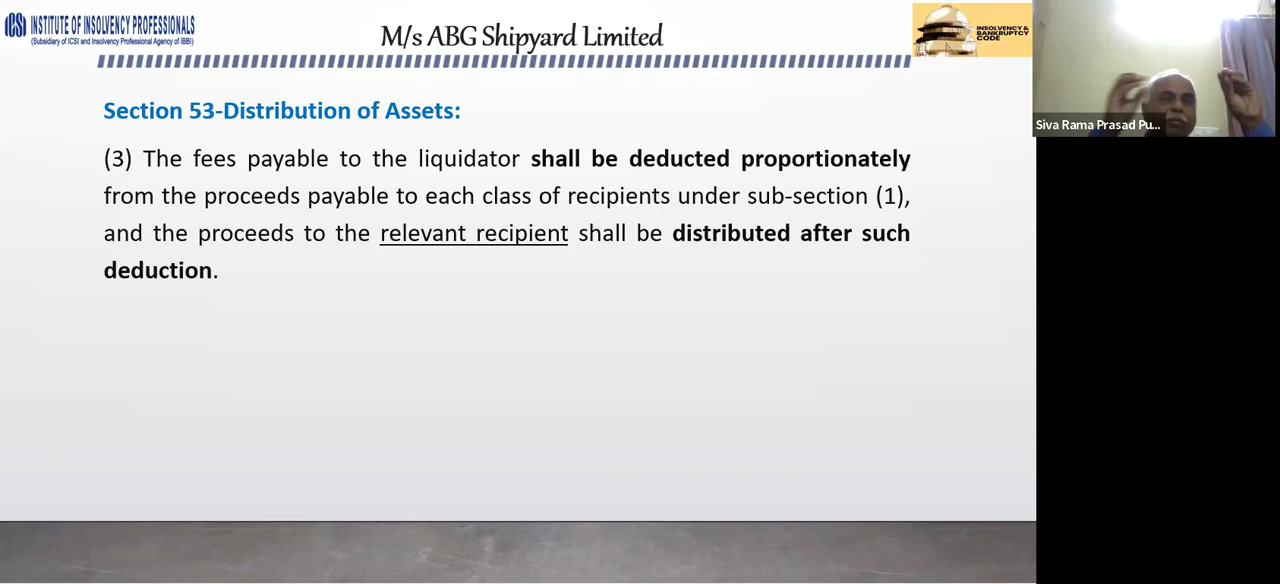 ICSI INSTITUTE OF INSOLVENCY PROFESSIONALS
(Subsidiary of ICSI and Insolvency Professional Agency of IBBI)
M/s ABG Shipyard Limited
INSOLVENCY &
BANKRUPTCY
CODE
Siva Rama Prasad Pu...
Section 53-Distribution of Assets:
(3) The fees payable to the liquidator shall be deducted proportionately
from the proceeds payable to each class of recipients under sub-section (1),
and the proceeds to the relevant recipient shall be distributed after such
deduction.